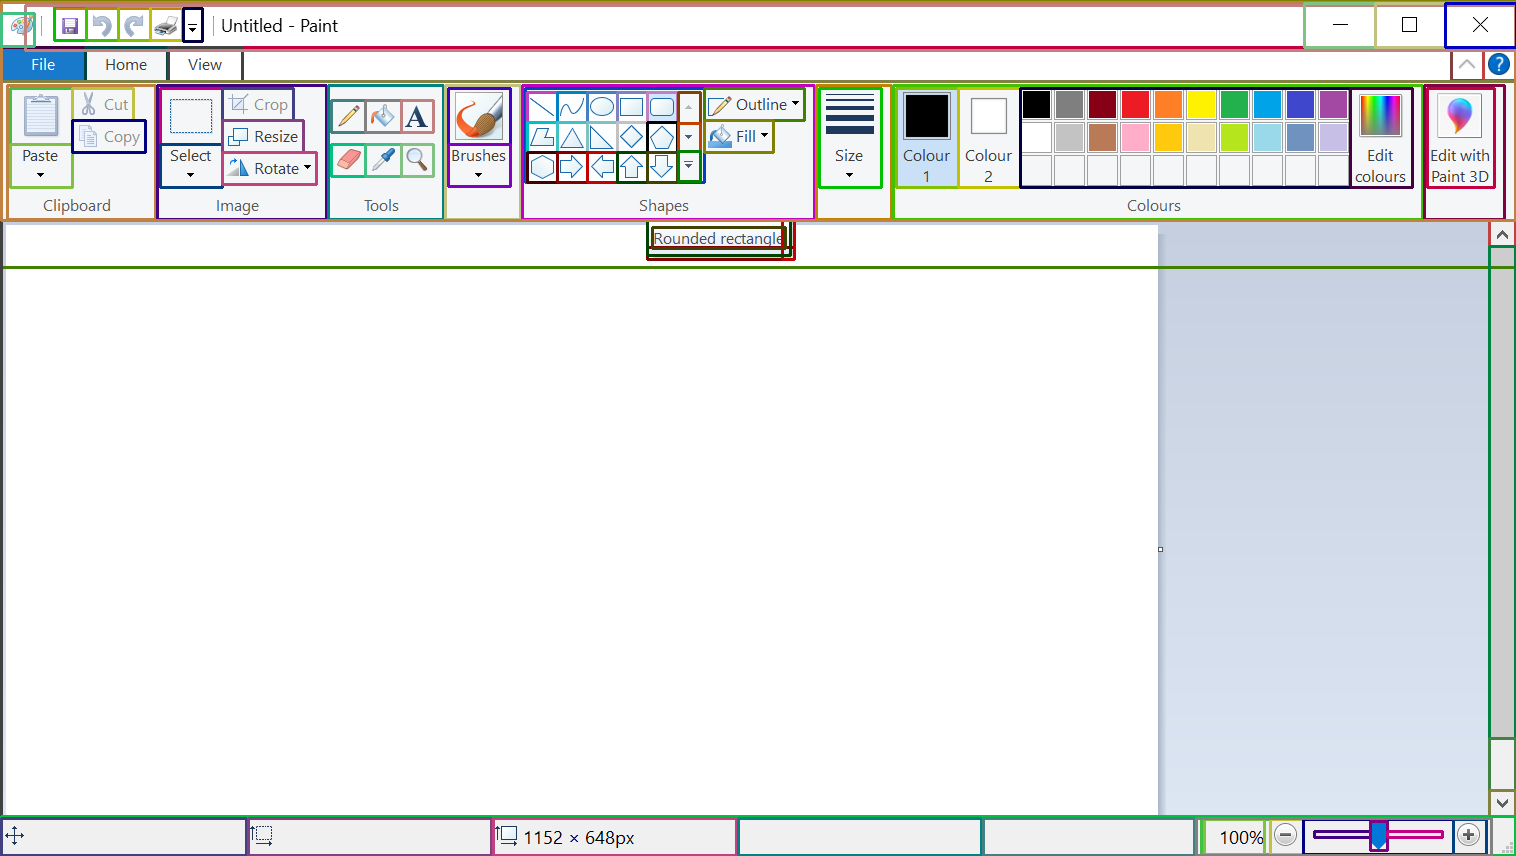 Untitled - Paint
File Home View
Paste
Cut
Copy
Clipboard
Select
Crop
Resize
Rotate
Image
A
Tools
Brushes
Outline
Fill
Shapes
Size
Colour
1
Colour
2
Edit
colours
Colours
Edit with
Paint 3D
Rounded rectangle
1152 × 648px
100%